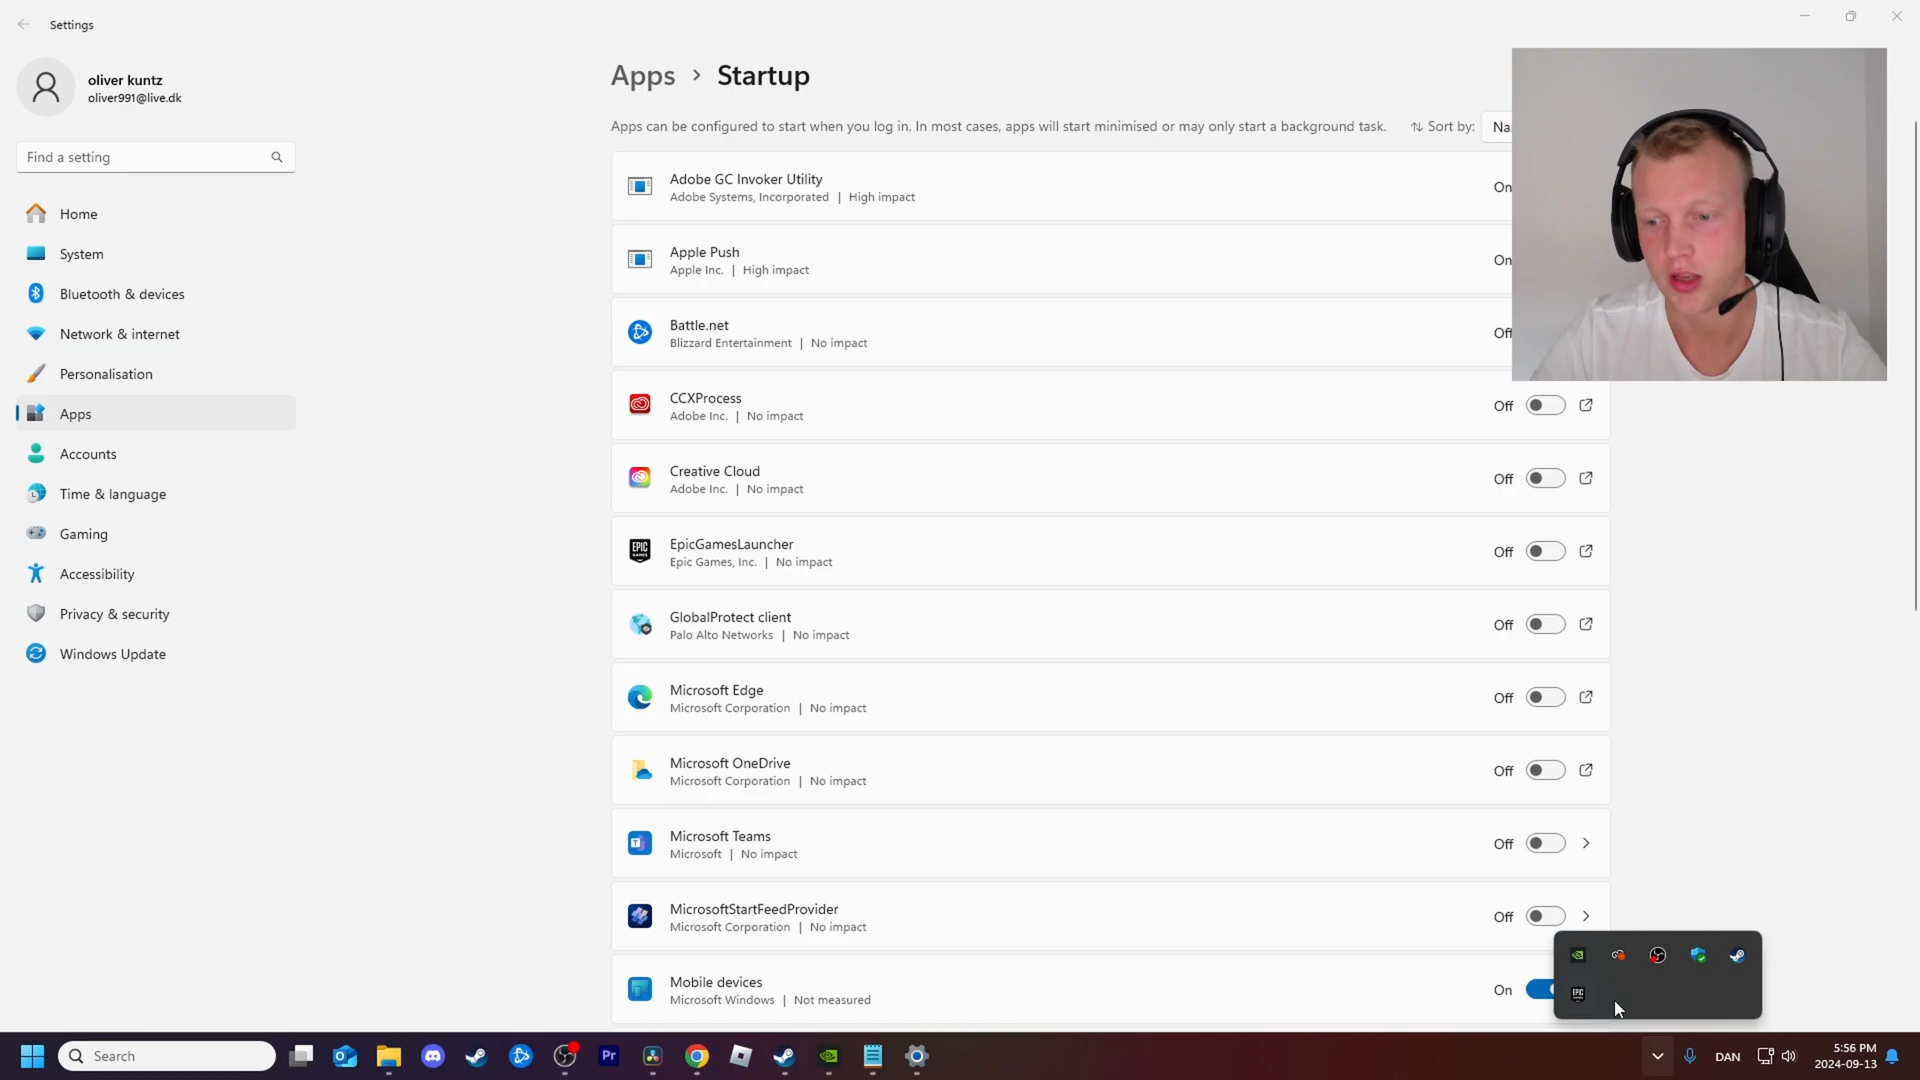 Settings
oliver kuntz
oliver991@live.dk
Find a setting
Home
System
Bluetooth & devices
Network & internet
Personalisation
Apps
Accounts
Time & language
Gaming
Accessibility
Privacy & security
Windows Update
Apps > Startup
Apps can be configured to start when you log in. In most cases, apps will start minimised or may only start a background task.
Sort by: Na
Adobe GC Invoker Utility
Adobe Systems, Incorporated | High impact
On
Apple Push
Apple Inc. | High impact
On
Battle.net
Blizzard Entertainment | No impact
Off
CCXProcess
Adobe Inc. | No impact
Off
Creative Cloud
Adobe Inc. | No impact
Off
EPIC GAMES
EpicGamesLauncher
Epic Games, Inc. | No impact
Off
GlobalProtect client
Palo Alto Networks | No impact
Off
Microsoft Edge
Microsoft Corporation | No impact
Off
Microsoft OneDrive
Microsoft Corporation | No impact
Off
Microsoft Teams
Microsoft | No impact
Off
MicrosoftStartFeedProvider
Microsoft Corporation | No impact
Off
Mobile devices
Microsoft Windows | Not measured
On
EPIC
Search
Pr
DAN
5:56 PM
2024-09-13